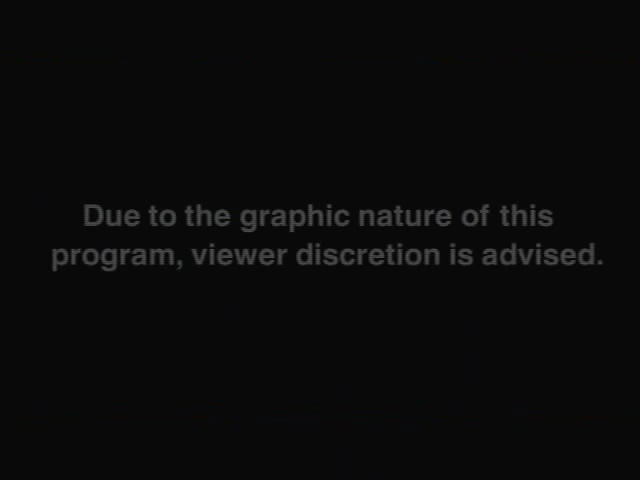 Due to the graphic nature of this
program, viewer discretion is advised.